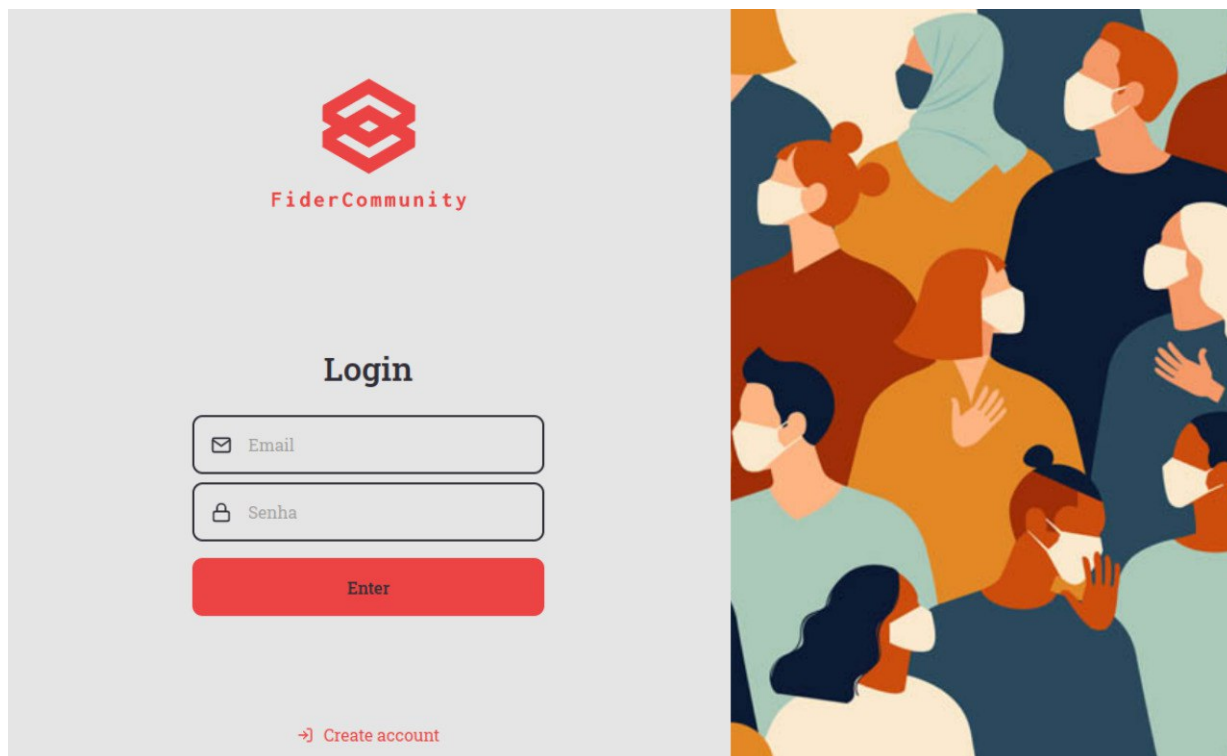 FiderCommunity
Login
Email
Senha
Enter
Create account